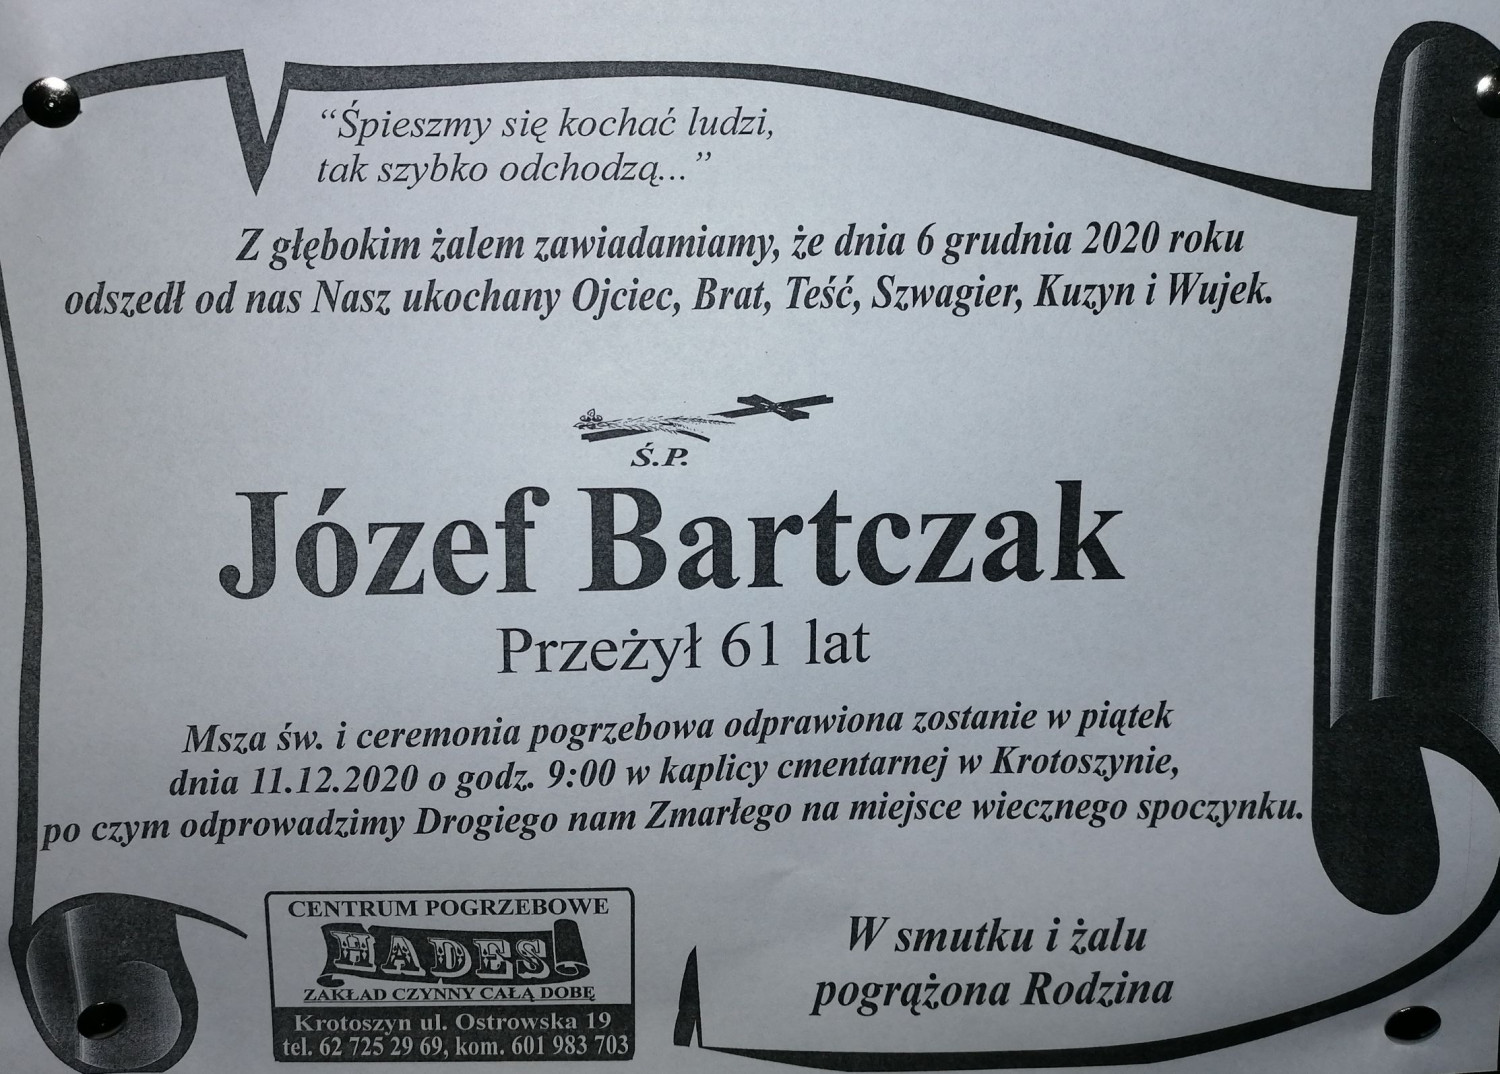 “Śpieszmy się kochać ludzi,
tak szybko odchodzą...”
Z głębokim żalem zawiadamiamy, że dnia 6 grudnia 2020 roku
odszedł od nas Nasz ukochany Ojciec, Brat, Teść, Szwagier, Kuzyn i Wujek.
Ś.P.
Józef Bartczak
Przeżył 61 lat
Msza św. i ceremonia pogrzebowa odprawiona zostanie w piątek
dnia 11.12.2020 o godz. 9:00 w kaplicy cmentarnej w Krotoszynie,
po czym odprowadzimy Drogiego nam Zmarłego na miejsce wiecznego spoczynku.
CENTRUM POGRZEBOWE
HADES
ZAKŁAD CZYNNY CAŁĄ DOBĘ
Krotoszyn ul. Ostrowska 19
tel. 62 725 29 69, kom. 601 983 703
W smutku i żalu
pogrążona Rodzina